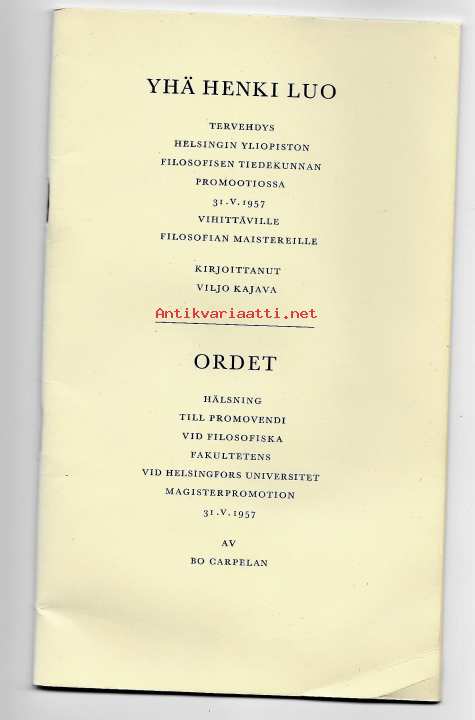 YHÄ HENKI LUO
TERVEHDYS
HELSINGIN YLIOPISTON
FILOSOFISEN TIEDEKUNNAN
PROMOOTIOSSA
31.V.1957
VIHITTÄVILLE
FILOSOFIAN MAISTEREILLE
KIRJOITTANUT
VILJO KAJAVA
Antikvariaatti.net
ORDET
HÄLSNING
TILL PROMOVENDI
VID FILOSOFISKA
FAKULTETENS
VID HELSINGFORS UNIVERSITET
MAGISTERPROMOTION
31.V.1957
AV
BO CARPELAN